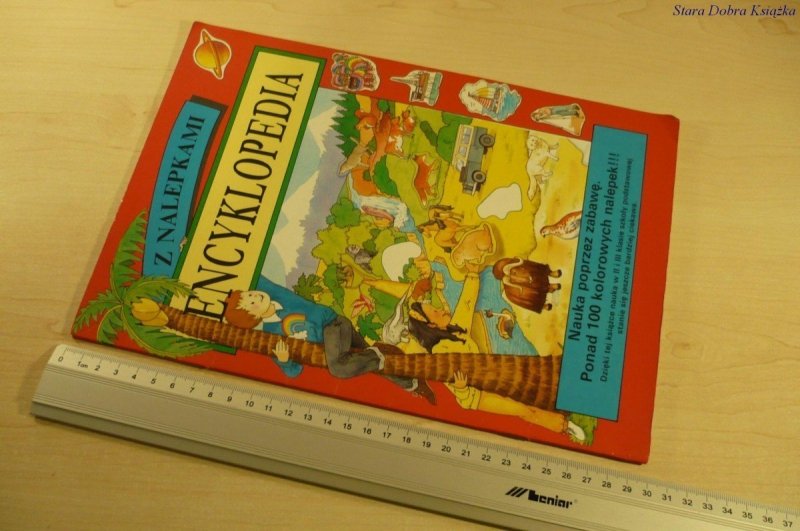 Stara Dobra Książka
Z NALEPKAMI
ENCYKLOPEDIA
Nauka poprzez zabawę.
Ponad 100 kolorowych nalepek!!!
Dzięki tej książce nauka w II i III klasie szkoły podstawowej
stanie się jeszcze bardziej ciekawa.
0 1cm 2 3 4 5 6 7 8 9 10 11 12 13 14 15 16 17 18 19 20 21 22 23 24 25 26 27 28 29 30 31 32 33 34 35 36 37
leniar